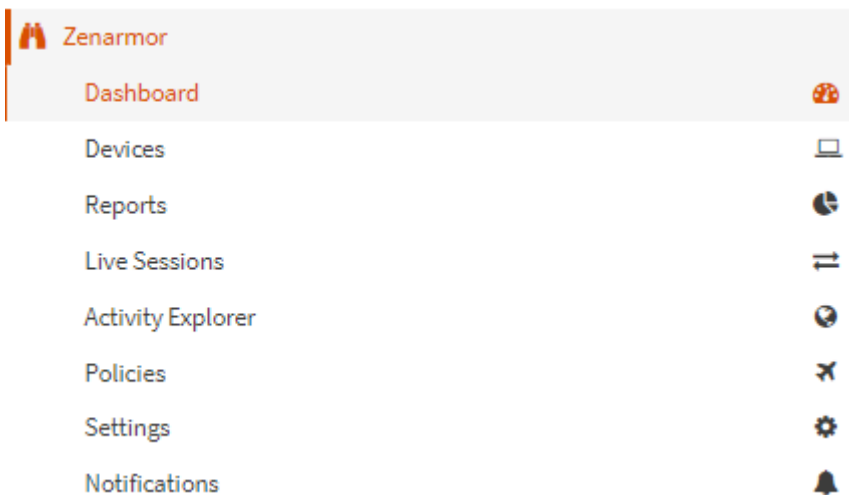 Zenarmor
Dashboard
Devices
Reports
Live Sessions
Activity Explorer
Policies
Settings
Notifications